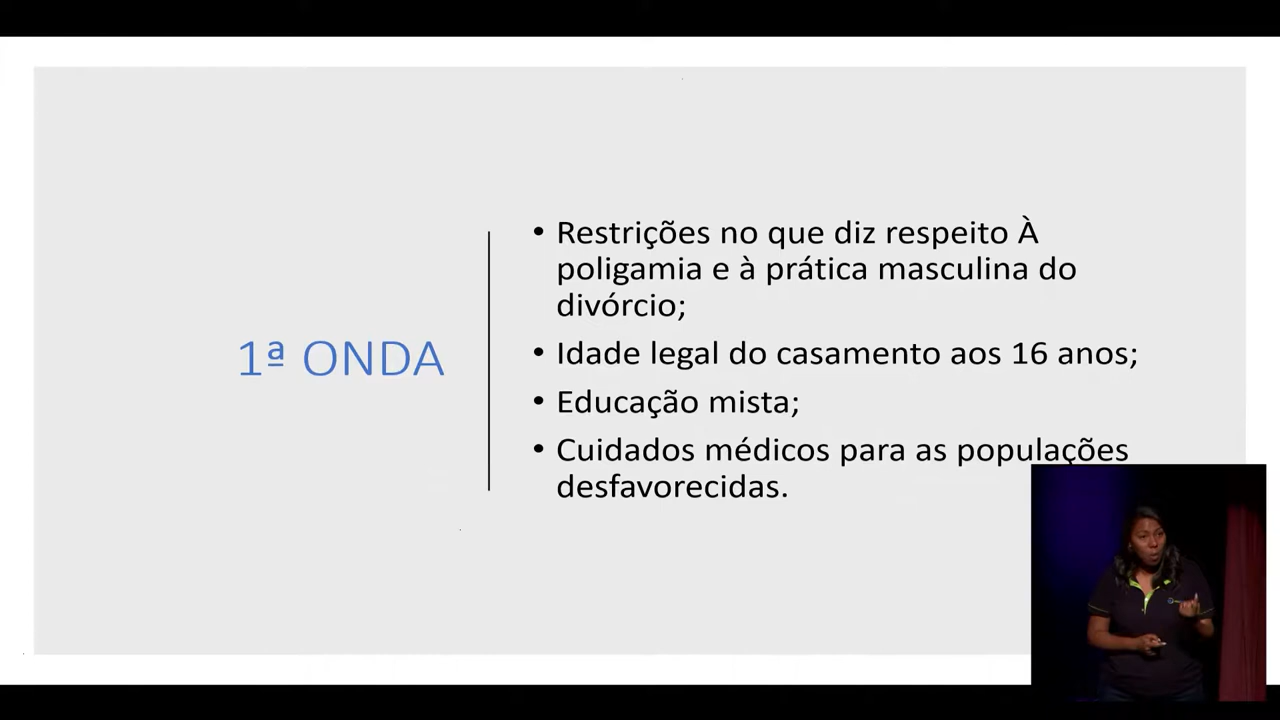 1ª ONDA
• Restrições no que diz respeito À
poligamia e à prática masculina do
divórcio;
• Idade legal do casamento aos 16 anos;
• Educação mista;
• Cuidados médicos para as populações
desfavorecidas.